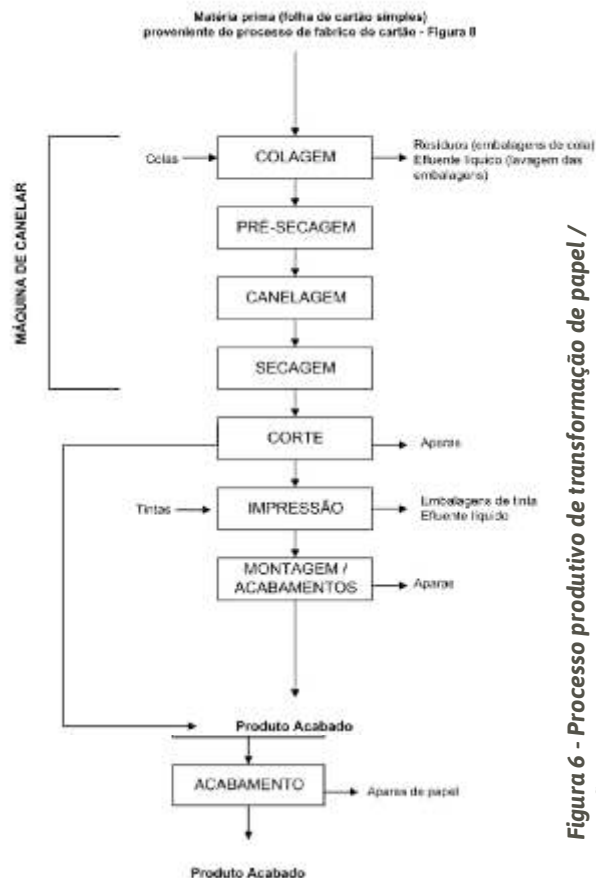 Matéria prima (folha de cartão simples)
proveniente do processo de fabrico do cartão - Figura 8
MÁQUINA DE CANELAR
Colas
COLAGEM
Resíduos (embalagens de cola)
Efluente líquico (lavagem das
embalagens)
PRÉ-SECAGEM
CANELAGEM
SECAGEM
CORTE
Aparas
Tintas
IMPRESSÃO
Embalagens de tinta
Efluente líquido
MONTAGEM /
ACABAMENTOS
Aparas
Produto Acabado
ACABAMENTO
Aparas de papel
Produto Acabado
Figura 6 - Processo produtivo de transformação de papel /